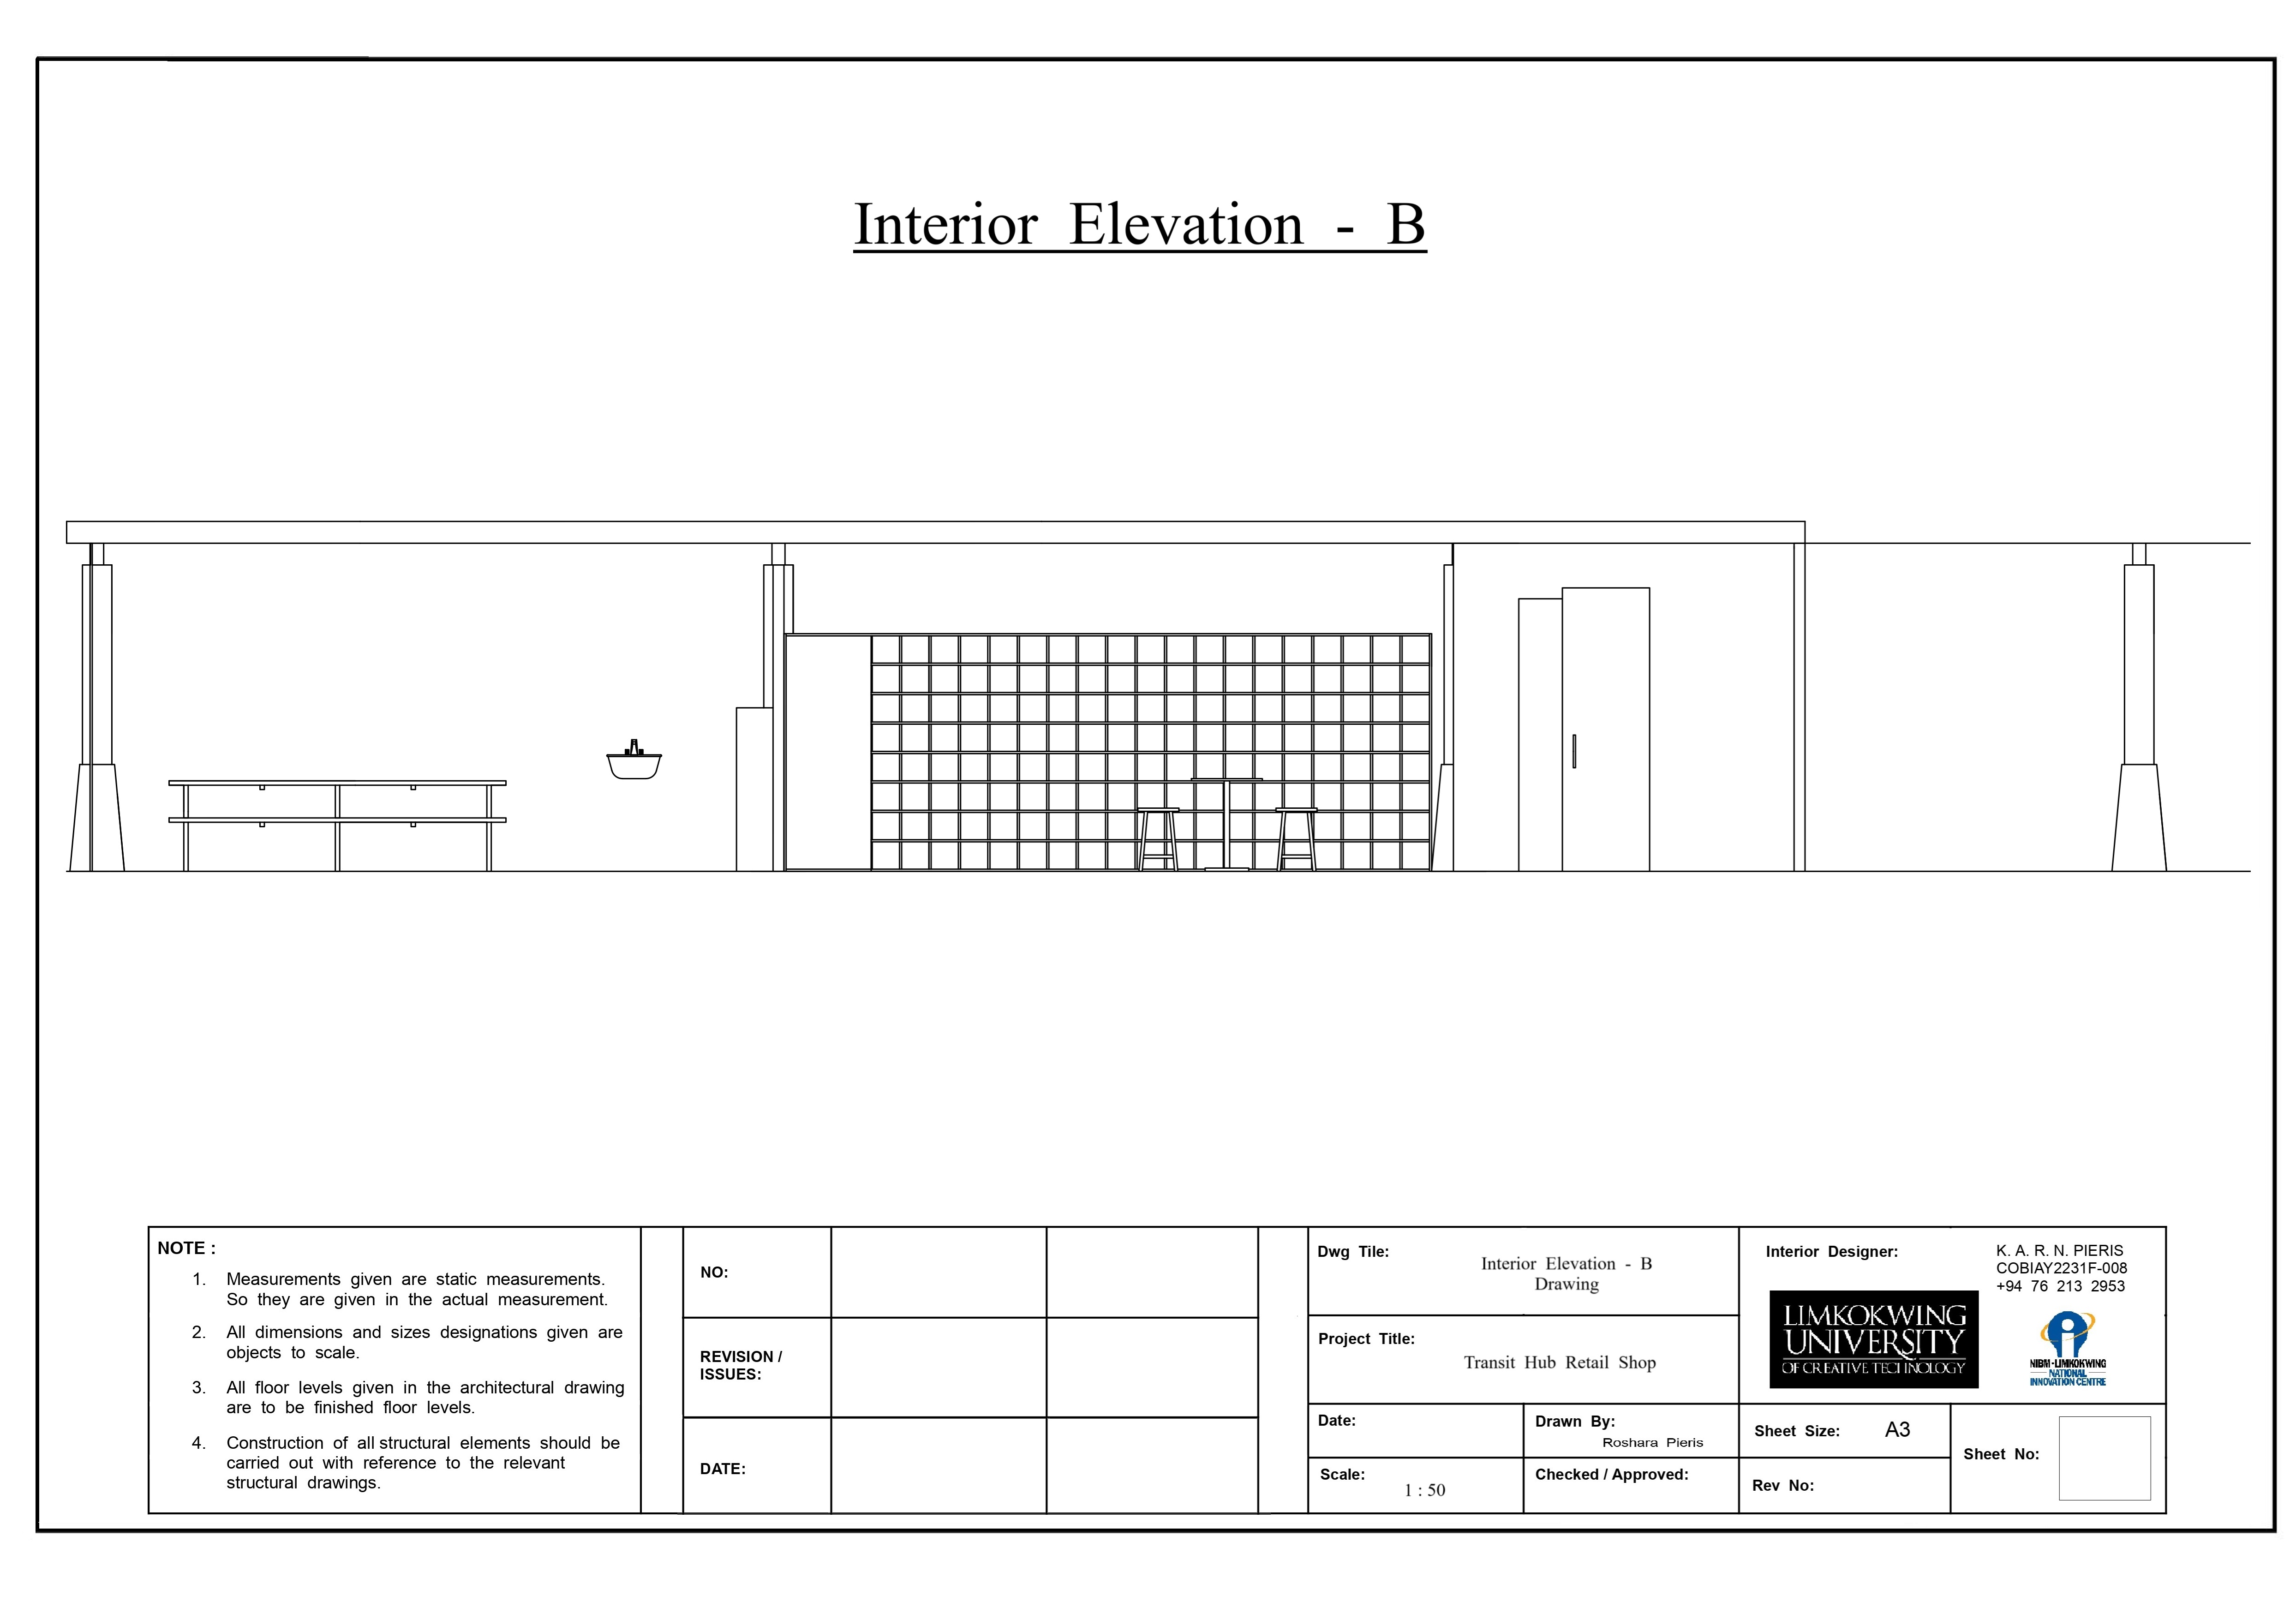 Interior Elevation - B
NOTE :
1. Measurements given are static measurements.
So they are given in the actual measurement.
2. All dimensions and sizes designations given are
objects to scale.
3. All floor levels given in the architectural drawing
are to be finished floor levels.
4. Construction of all structural elements should be
carried out with reference to the relevant
structural drawings.
NO:
REVISION /
ISSUES:
DATE:
Dwg Tile:
Interior Elevation - B
Drawing
Project Title:
Transit Hub Retail Shop
Date:
Drawn By:
Roshara Pieris
Scale:
1 : 50
Checked / Approved:
Interior Designer:
K. A. R. N. PIERIS
COBIAY2231F-008
+94 76 213 2953
LIMKOKWING
UNIVERSITY
OF CREATIVE TECHNOLOGY
NIBM-LIMKOKWING
NATIONAL
INNOVATION CENTRE
Sheet Size: A3
Rev No:
Sheet No: